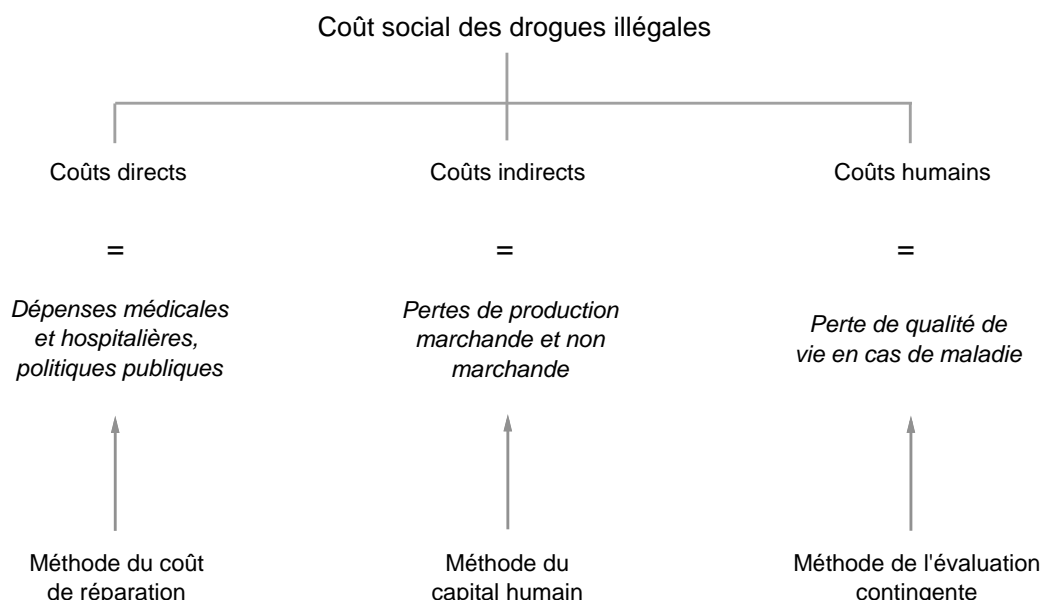 Coût social des drogues illégales
Coûts directs
Coûts indirects
Coûts humains
=
=
=
Dépenses médicales
et hospitalières,
politiques publiques
Pertes de production
marchande et non
marchande
Perte de qualité de
vie en cas de maladie
Méthode du coût
de réparation
Méthode du
capital humain
Méthode de l'évaluation
contingente